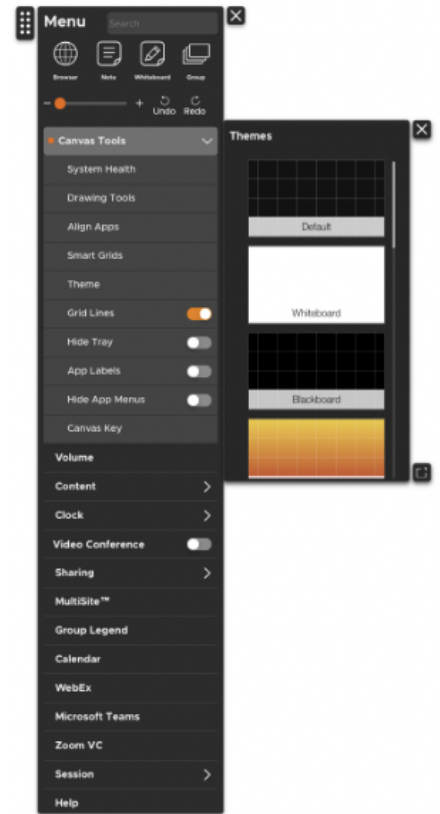 Menu
Search
Browser Note Whiteboard Group
- + Undo Redo
Canvas Tools
System Health
Drawing Tools
Align Apps
Smart Grids
Theme
Grid Lines
Hide Tray
App Labels
Hide App Menus
Canvas Key
Volume
Content
Clock
Video Conference
Sharing
MultiSite™
Group Legend
Calendar
WebEx
Microsoft Teams
Zoom VC
Session
Help
Themes
Default
Whiteboard
Blackboard